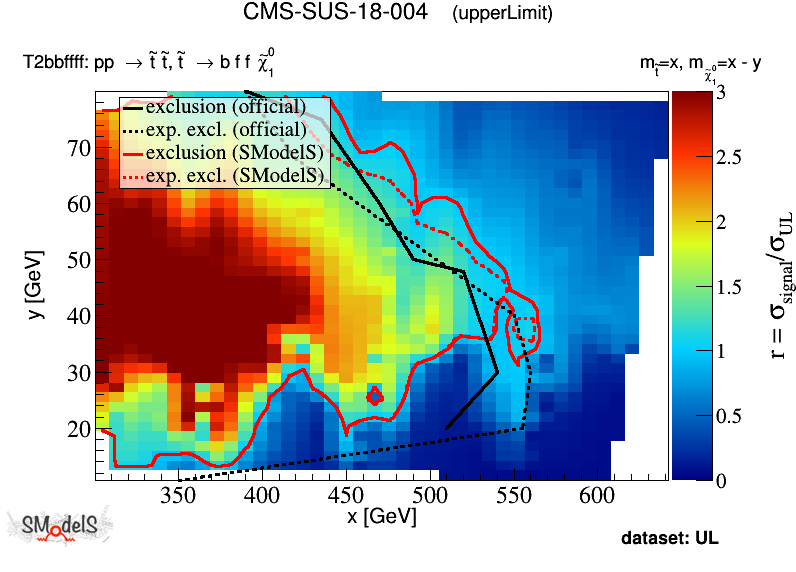 CMS-SUS-18-004 (upperLimit)
T2bbffff: pp → t̃ t̃, t̃ → b f f χ̃₁⁰
m_t̃=x, m_χ̃₁⁰=x - y
exclusion (official)
exp. excl. (official)
exclusion (SModelS)
exp. excl. (SModelS)
70
60
50
40
30
20
y [GeV]
350 400 450 500 550 600
x [GeV]
3
2.5
2
1.5
1
0.5
0
r = σ_signal/σ_UL
SModelS
dataset: UL